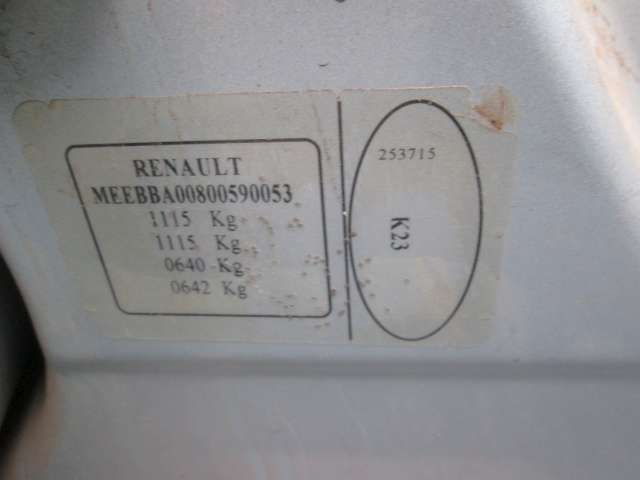 RENAULT
MEEBBA00800590053
1115 Kg
1115 Kg
0640 Kg
0642 Kg
253715
K23